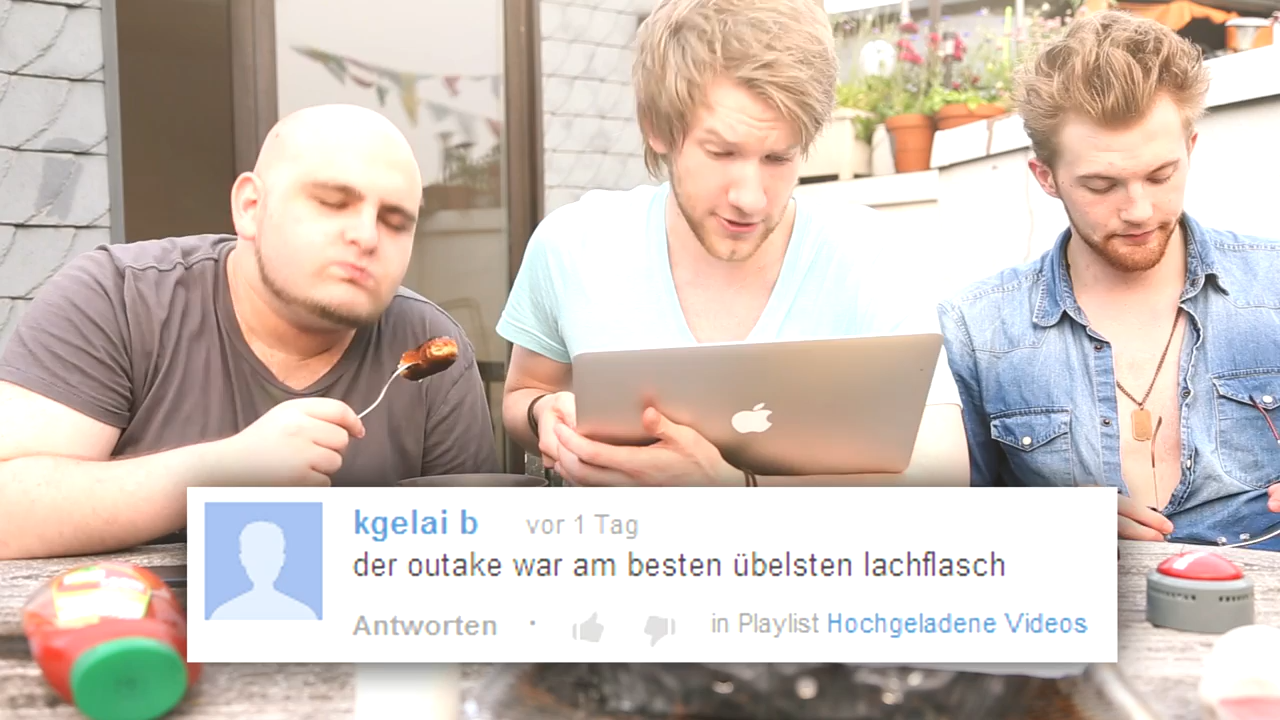 kgelai b vor 1 Tag
der outake war am besten übelsten lachflasch
Antworten · in Playlist Hochgeladene Videos